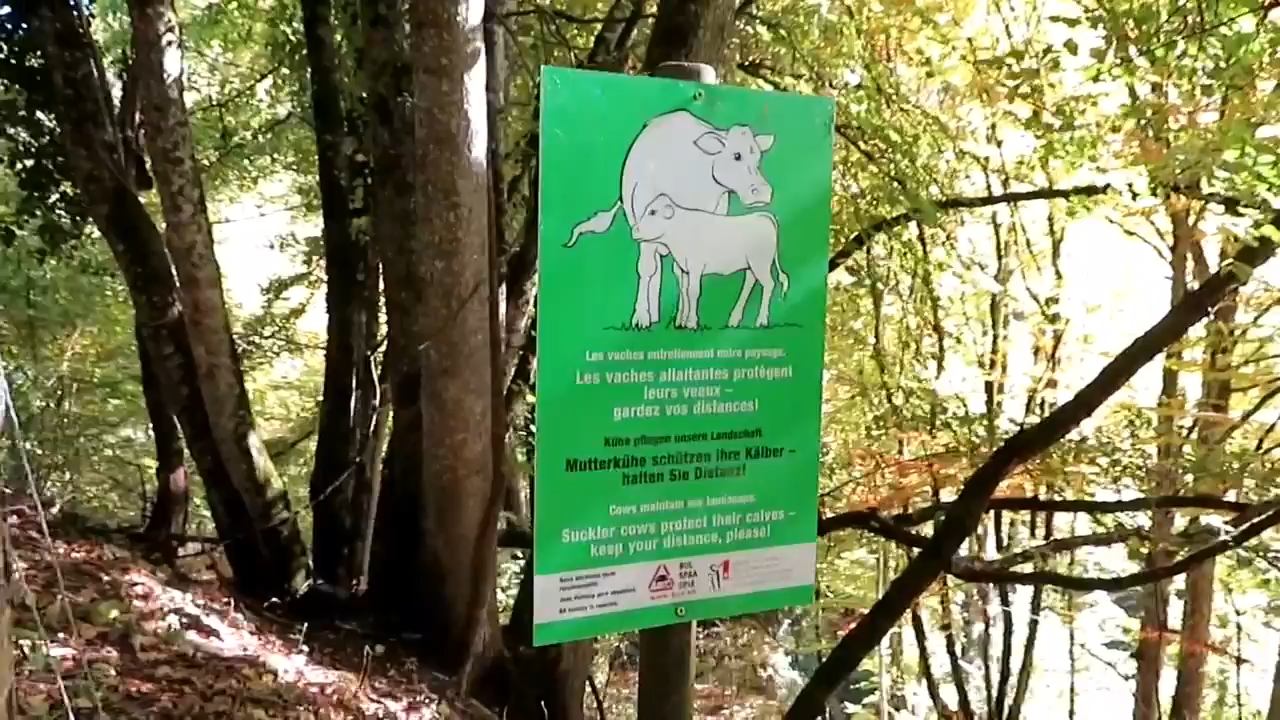 Les vaches entretiennent notre paysage.
Les vaches allaitantes protègent
leurs veaux –
gardez vos distances!
Kühe pflegen unsere Landschaft.
Mutterkühe schützen ihre Kälber –
halten Sie Distanz!
Cows maintain our landscape.
Suckler cows protect their calves –
keep your distance, please!
BUL
SPAA
SPIA